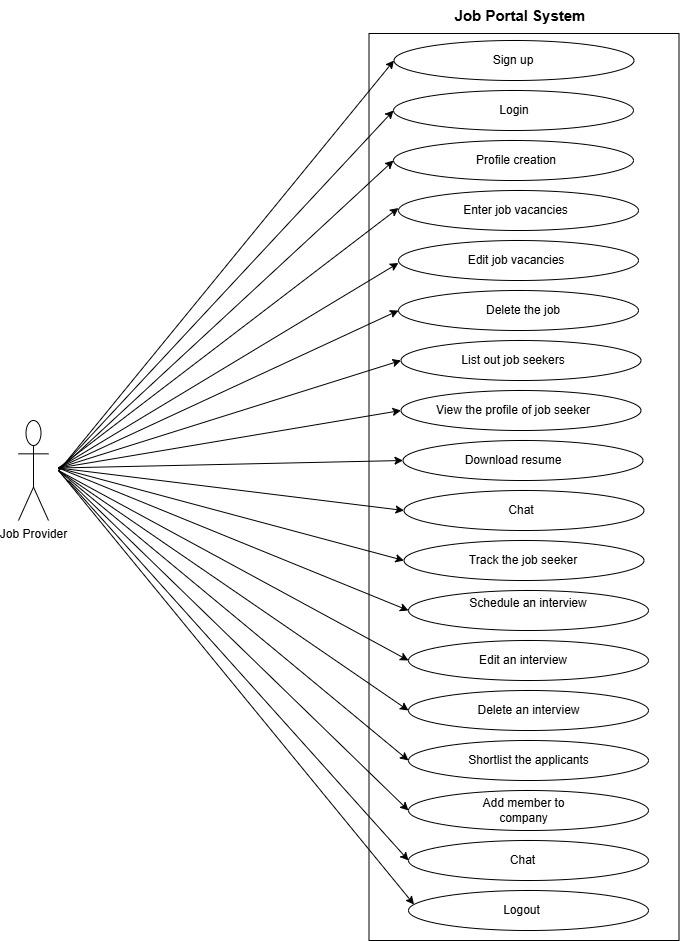 Job Portal System
Sign up
Login
Profile creation
Enter job vacancies
Edit job vacancies
Delete the job
List out job seekers
View the profile of job seeker
Download resume
Chat
Track the job seeker
Job Provider
Schedule an interview
Edit an interview
Delete an interview
Shortlist the applicants
Add member to
company
Chat
Logout